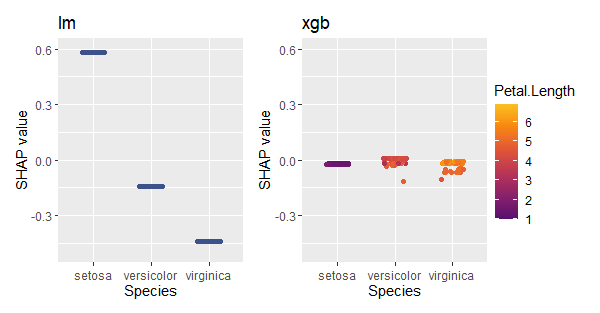 lm
SHAP value
0.6
0.3
0.0
-0.3
setosa versicolor virginica
Species
xgb
SHAP value
0.6
0.3
0.0
-0.3
setosa versicolor virginica
Species
Petal.Length
6
5
4
3
2
1